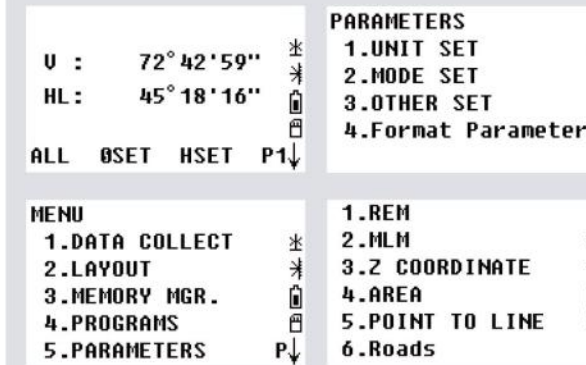 V : 72°42'59"
HL: 45°18'16"
ALL 0SET HSET P1↓
PARAMETERS
1.UNIT SET
2.MODE SET
3.OTHER SET
4.Format Parameter
MENU
1.DATA COLLECT
2.LAYOUT
3.MEMORY MGR.
4.PROGRAMS
5.PARAMETERS P↓
1.REM
2.MLM
3.Z COORDINATE
4.AREA
5.POINT TO LINE
6.Roads